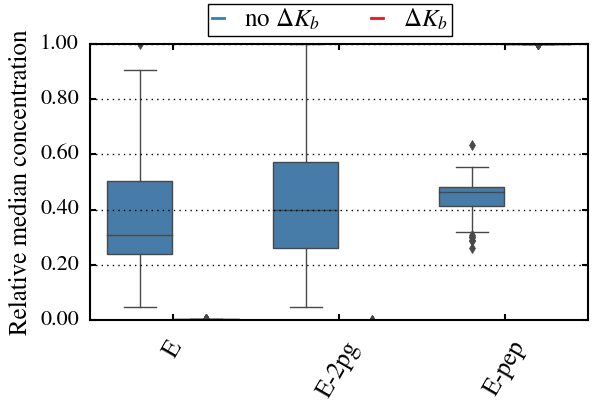 no ΔK_b ΔK_b
Relative median concentration
1.00
0.80
0.60
0.40
0.20
0.00
E
E-2pg
E-pep